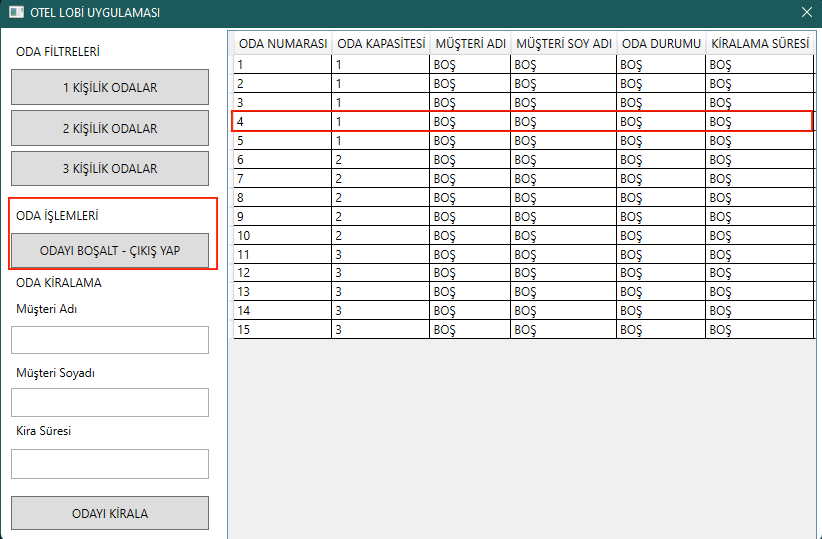 OTEL LOBİ UYGULAMASI
ODA FİLTRELERİ
1 KİŞİLİK ODALAR
2 KİŞİLİK ODALAR
3 KİŞİLİK ODALAR
ODA İŞLEMLERİ
ODAYI BOŞALT - ÇIKIŞ YAP
ODA KİRALAMA
Müşteri Adı
Müşteri Soyadı
Kira Süresi
ODAYI KİRALA
ODA NUMARASI ODA KAPASİTESİ MÜŞTERİ ADI MÜŞTERİ SOY ADI ODA DURUMU KİRALAMA SÜRESİ
1 1 BOŞ BOŞ BOŞ BOŞ
2 1 BOŞ BOŞ BOŞ BOŞ
3 1 BOŞ BOŞ BOŞ BOŞ
4 1 BOŞ BOŞ BOŞ BOŞ
5 1 BOŞ BOŞ BOŞ BOŞ
6 2 BOŞ BOŞ BOŞ BOŞ
7 2 BOŞ BOŞ BOŞ BOŞ
8 2 BOŞ BOŞ BOŞ BOŞ
9 2 BOŞ BOŞ BOŞ BOŞ
10 2 BOŞ BOŞ BOŞ BOŞ
11 3 BOŞ BOŞ BOŞ BOŞ
12 3 BOŞ BOŞ BOŞ BOŞ
13 3 BOŞ BOŞ BOŞ BOŞ
14 3 BOŞ BOŞ BOŞ BOŞ
15 3 BOŞ BOŞ BOŞ BOŞ